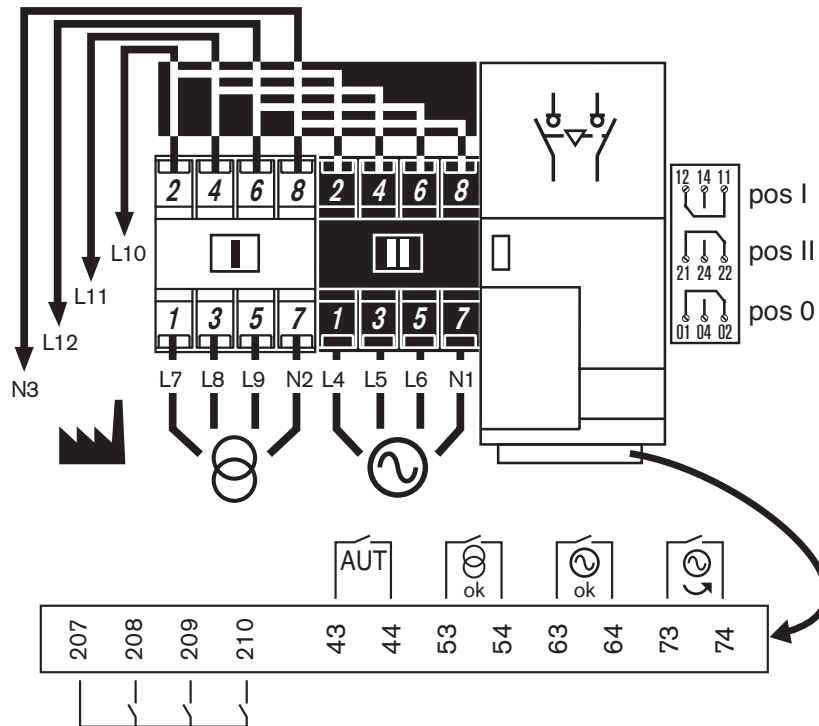 2 4 6 8 2 4 6 8
12 14 11
pos I
I II
21 24 22
pos II
01 04 02
pos 0
L10
L11
L12
N3
1 3 5 7 1 3 5 7
L7 L8 L9 N2 L4 L5 L6 N1
AUT
ok
ok
207 208 209 210 43 44 53 54 63 64 73 74